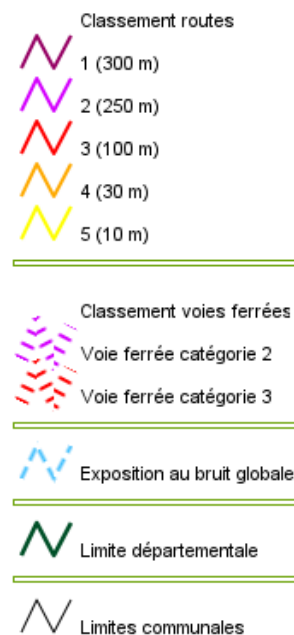 Classement routes
1 (300 m)
2 (250 m)
3 (100 m)
4 (30 m)
5 (10 m)
Classement voies ferrées
Voie ferrée catégorie 2
Voie ferrée catégorie 3
Exposition au bruit globale
Limite départementale
Limites communales